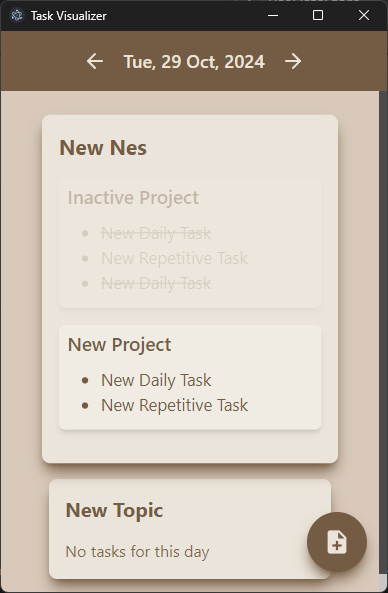 Task Visualizer
Tue, 29 Oct, 2024
New Nes
Inactive Project
New Daily Task
New Repetitive Task
New Daily Task
New Project
New Daily Task
New Repetitive Task
New Topic
No tasks for this day